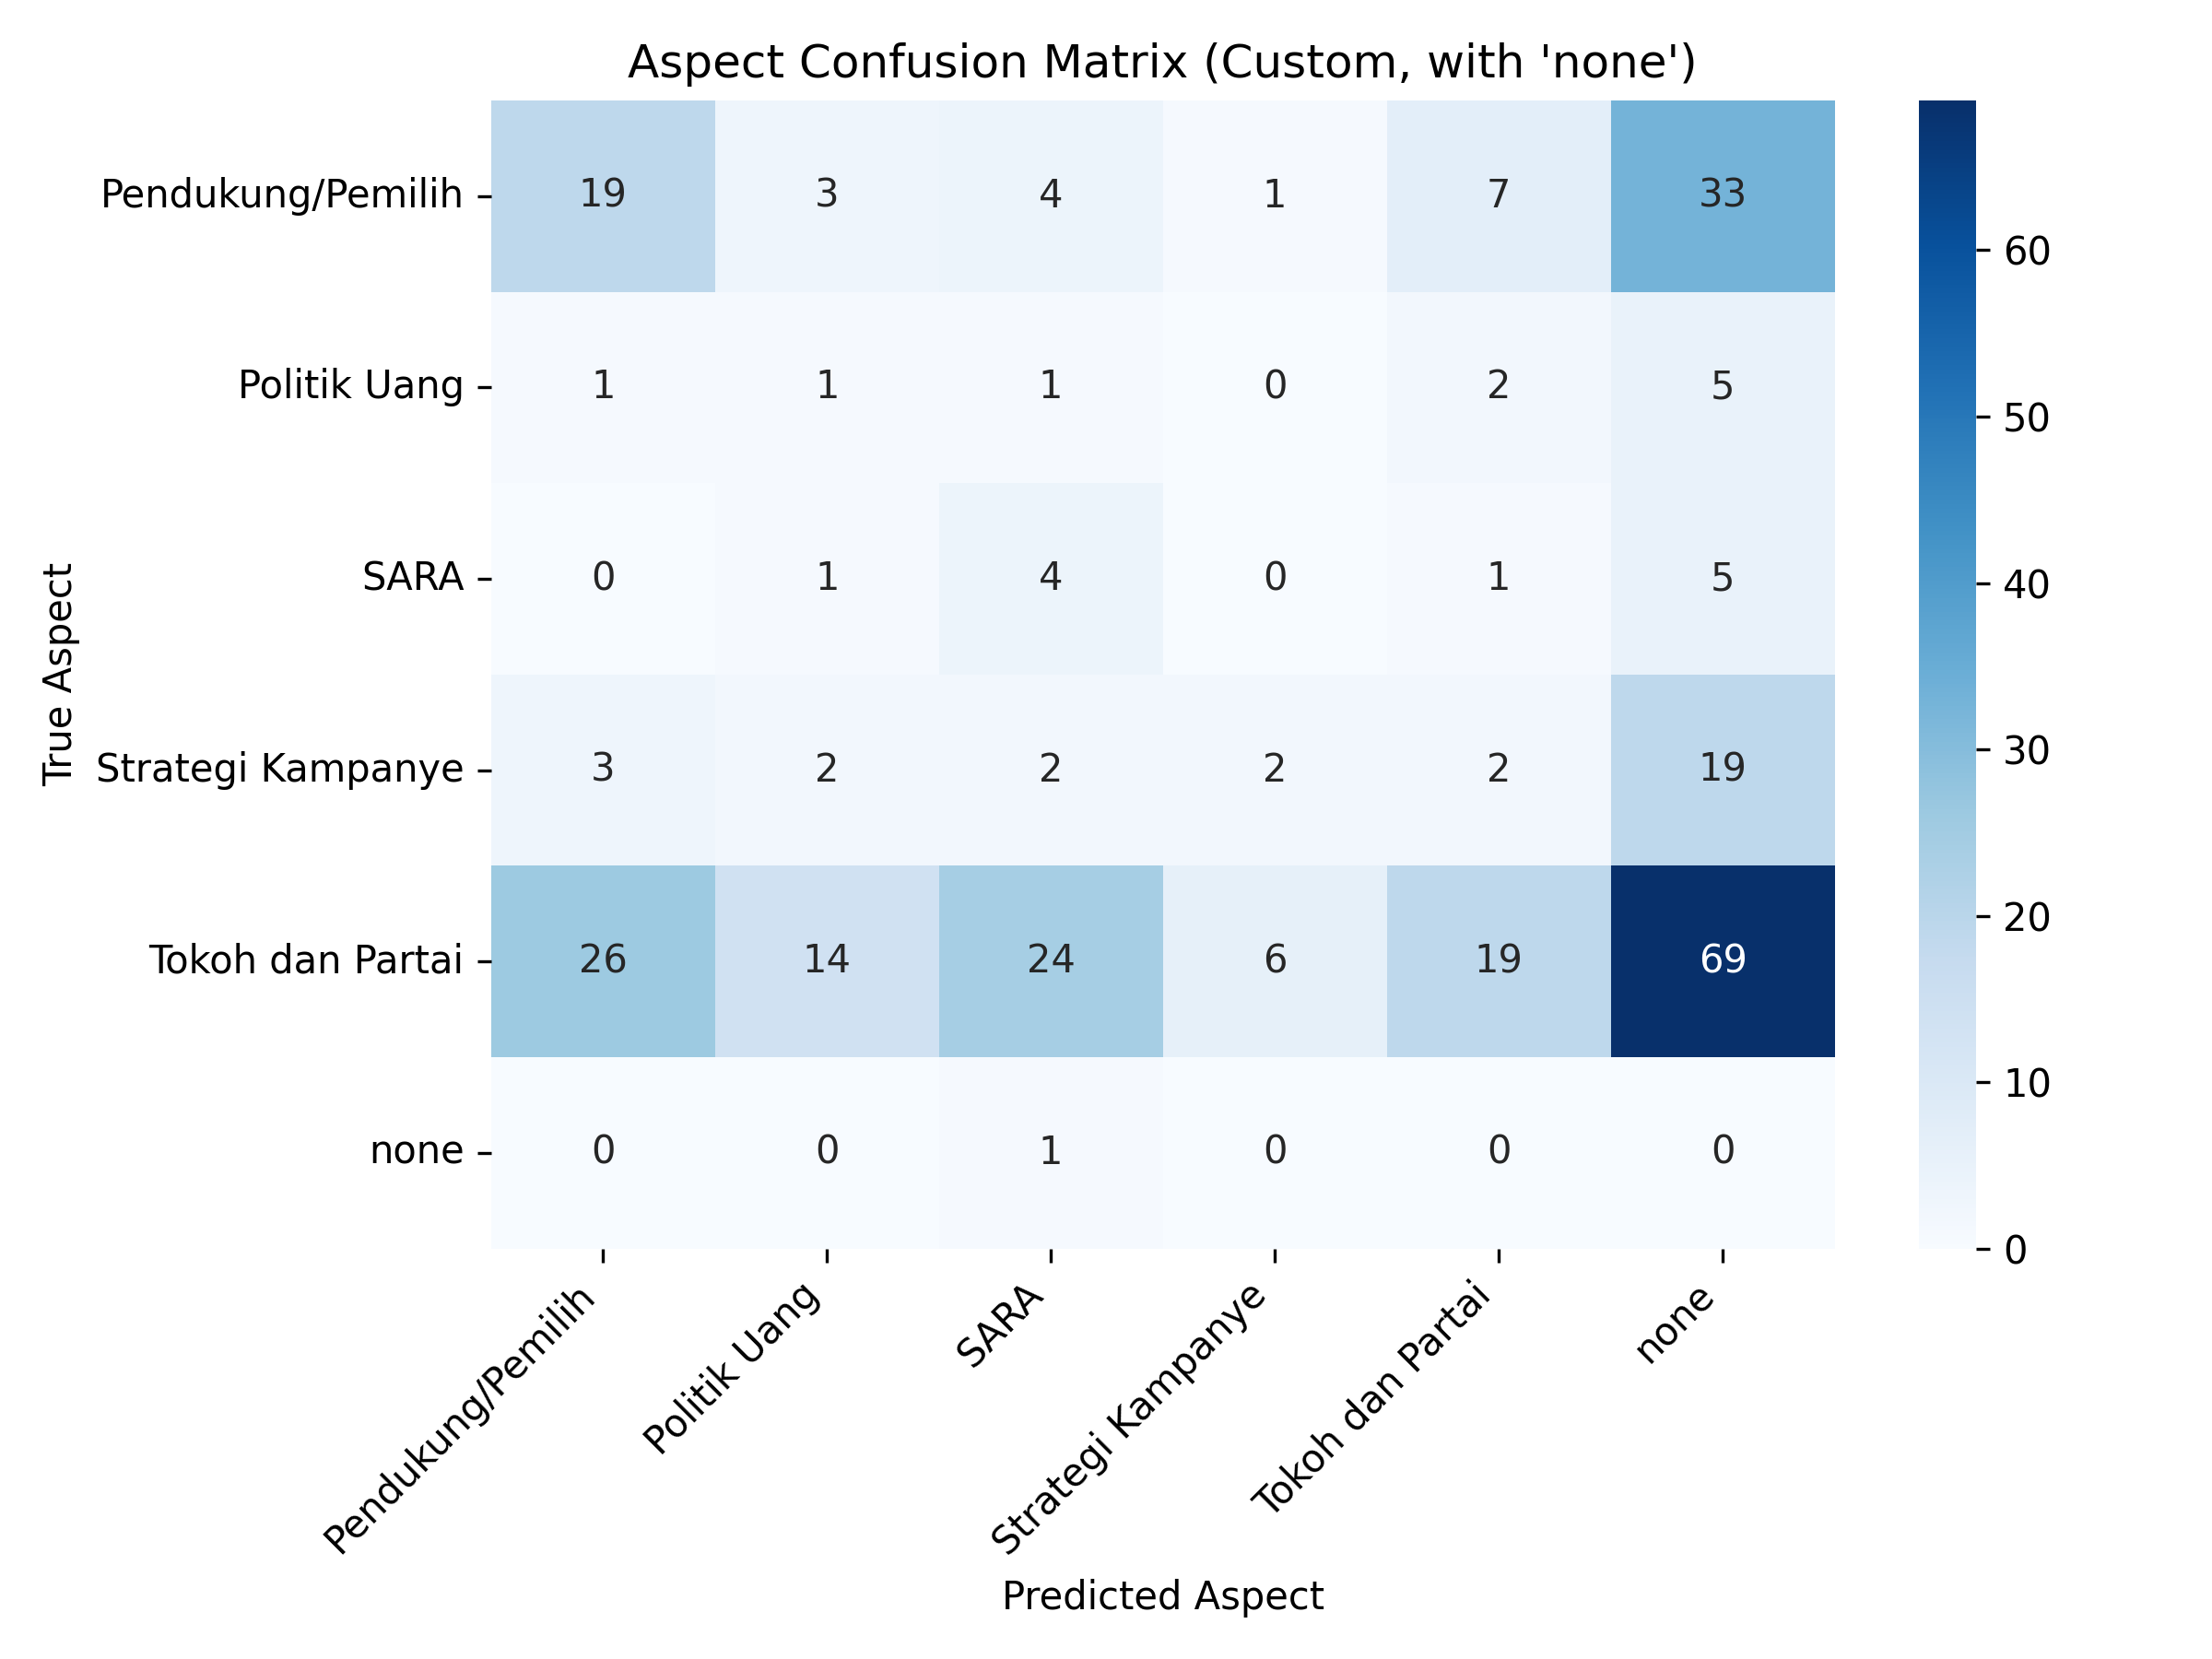 Aspect Confusion Matrix (Custom, with 'none')
True Aspect
Pendukung/Pemilih 19 3 4 1 7 33
Politik Uang 1 1 1 0 2 5
SARA 0 1 4 0 1 5
Strategi Kampanye 3 2 2 2 2 19
Tokoh dan Partai 26 14 24 6 19 69
none 0 0 1 0 0 0
Pendukung/Pemilih Politik Uang SARA Strategi Kampanye Tokoh dan Partai none
Predicted Aspect
60
50
40
30
20
10
0